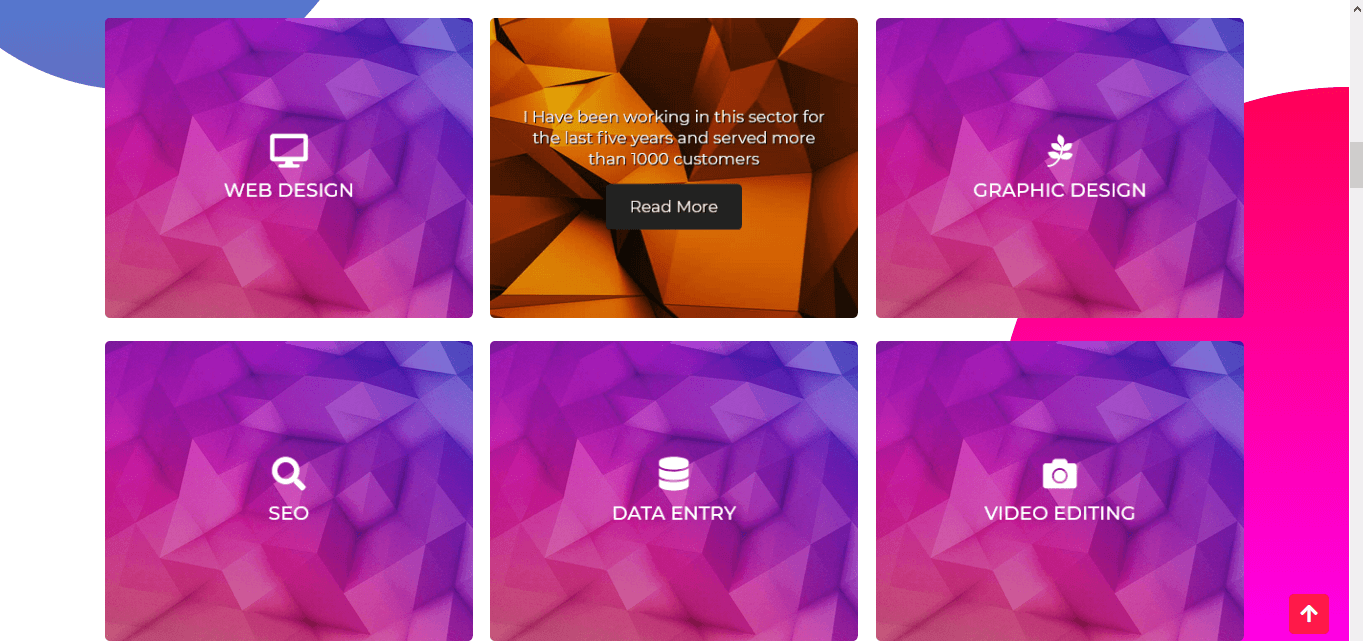 WEB DESIGN
I Have been working in this sector for
the last five years and served more
than 1000 customers
Read More
GRAPHIC DESIGN
SEO
DATA ENTRY
VIDEO EDITING